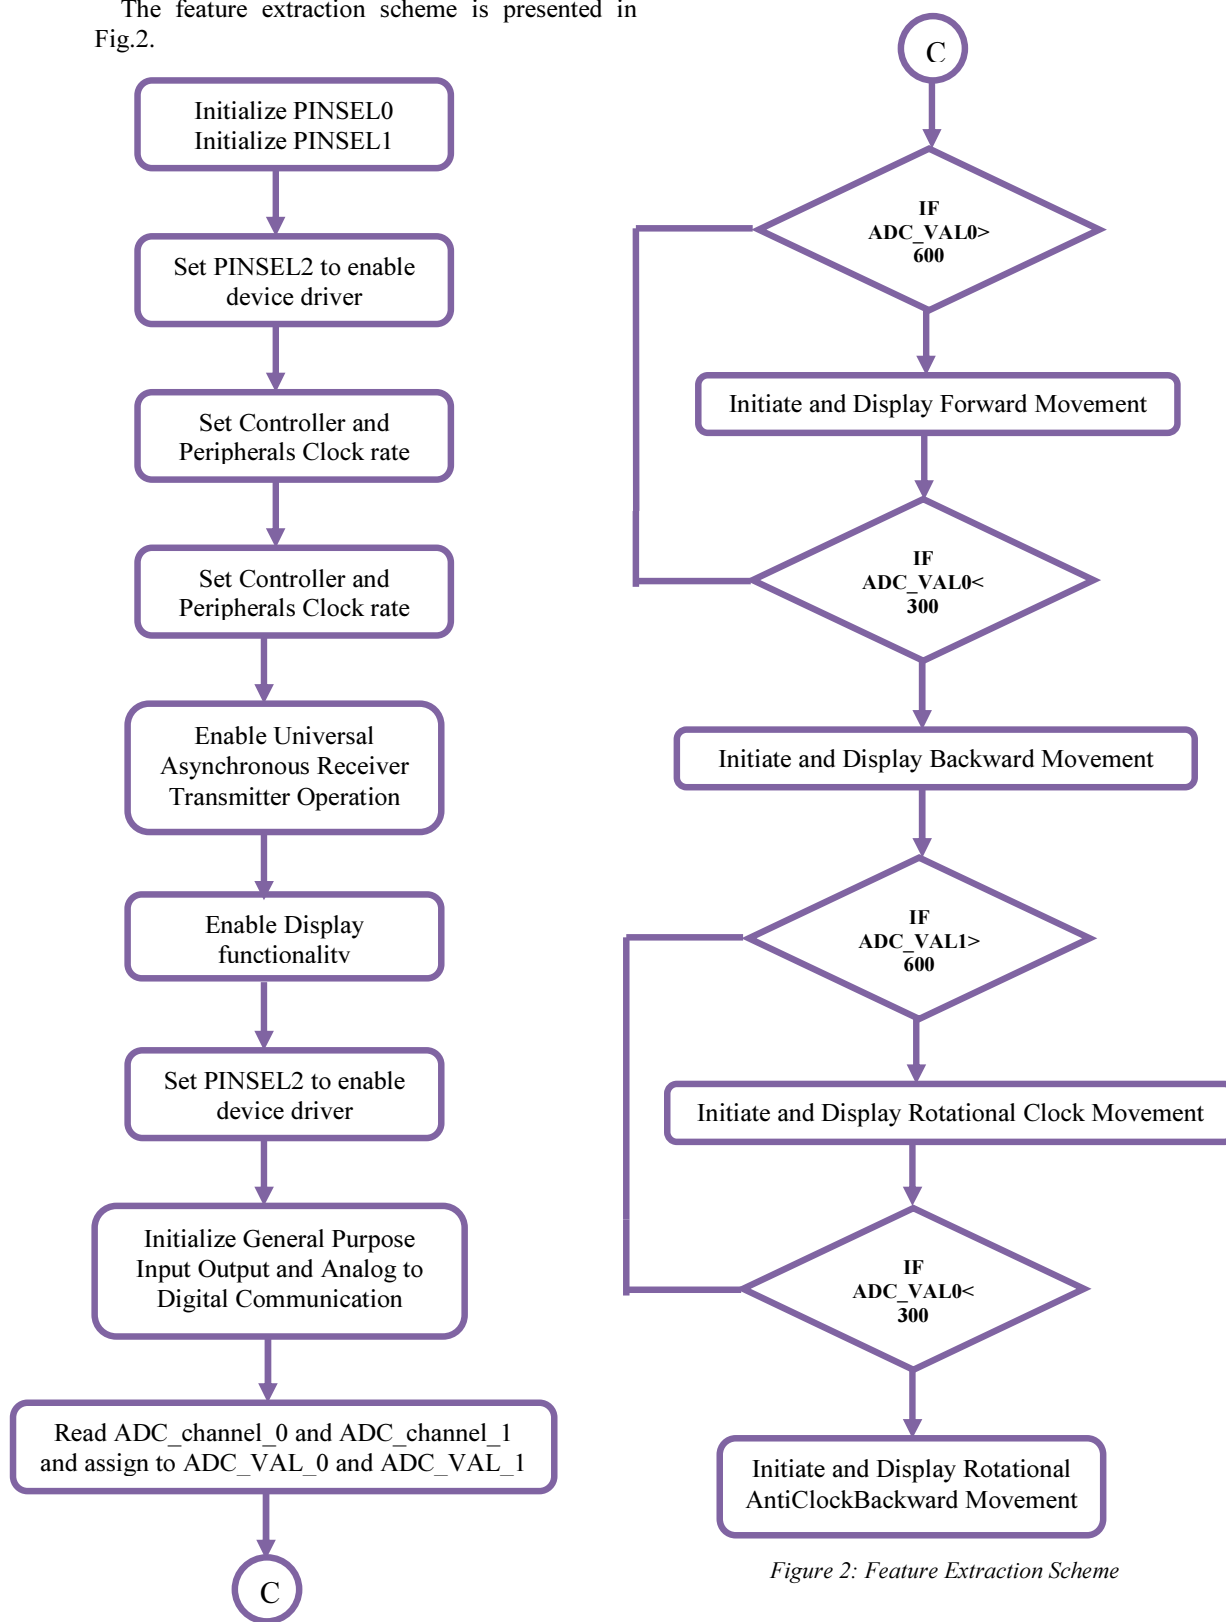 The feature extraction scheme is presented in
Fig.2.
Initialize PINSEL0
Initialize PINSEL1
Set PINSEL2 to enable
device driver
Set Controller and
Peripherals Clock rate
Set Controller and
Peripherals Clock rate
Enable Universal
Asynchronous Receiver
Transmitter Operation
Enable Display
functionality
Set PINSEL2 to enable
device driver
Initialize General Purpose
Input Output and Analog to
Digital Communication
Read ADC_channel_0 and ADC_channel_1
and assign to ADC_VAL_0 and ADC_VAL_1
C
C
IF
ADC_VAL0>
600
Initiate and Display Forward Movement
IF
ADC_VAL0<
300
Initiate and Display Backward Movement
IF
ADC_VAL1>
600
Initiate and Display Rotational Clock Movement
IF
ADC_VAL0<
300
Initiate and Display Rotational
AntiClockBackward Movement
Figure 2: Feature Extraction Scheme